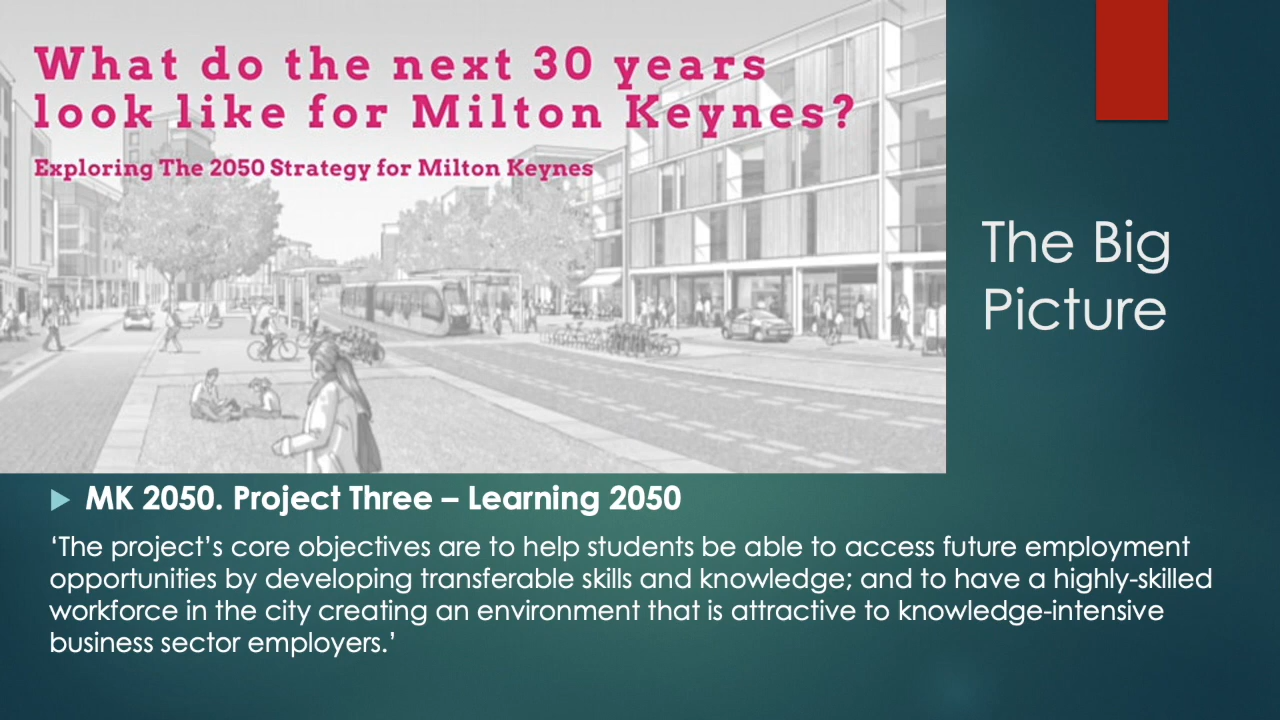 What do the next 30 years
look like for Milton Keynes?
Exploring The 2050 Strategy for Milton Keynes
The Big
Picture
MK 2050. Project Three – Learning 2050
‘The project’s core objectives are to help students be able to access future employment
opportunities by developing transferable skills and knowledge; and to have a highly-skilled
workforce in the city creating an environment that is attractive to knowledge-intensive
business sector employers.’